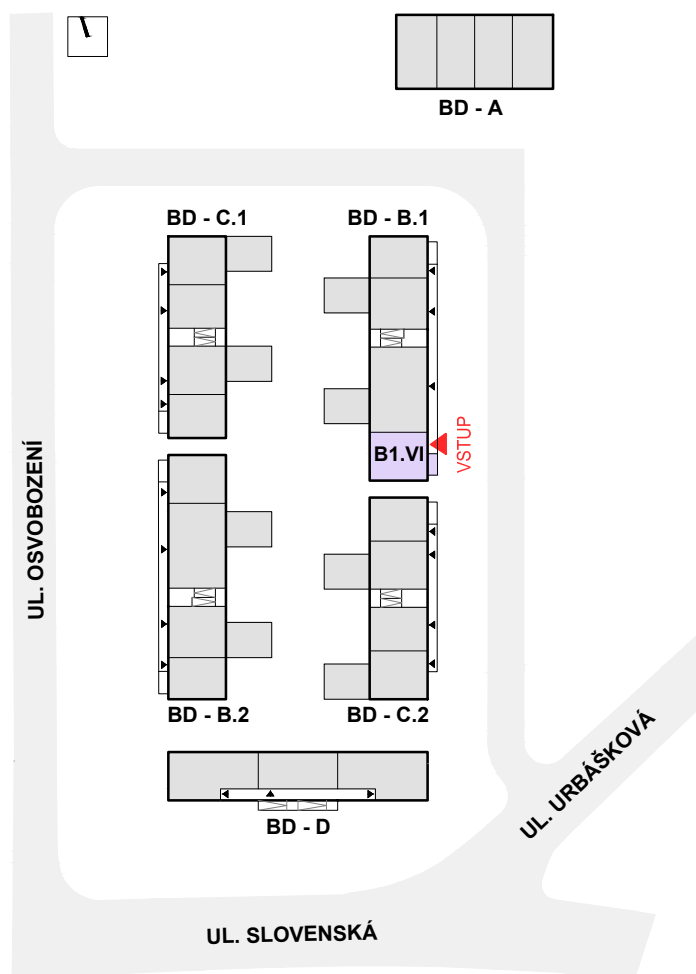 BD - A
BD - C.1
BD - B.1
B1.VI
VSTUP
UL. OSVOBOZENÍ
BD - B.2
BD - C.2
UL. URBÁŠKOVÁ
BD - D
UL. SLOVENSKÁ